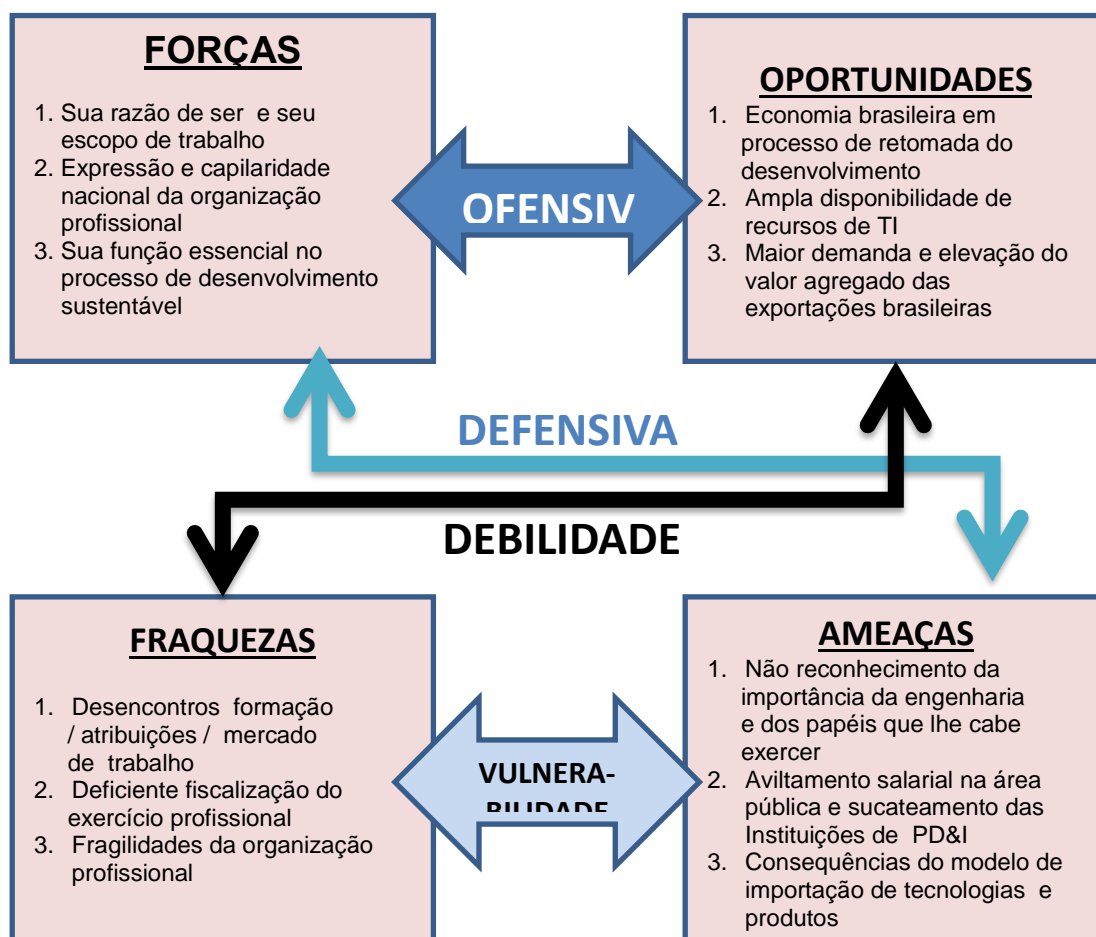 FORÇAS
1. Sua razão de ser e seu
escopo de trabalho
2. Expressão e capilaridade
nacional da organização
profissional
3. Sua função essencial no
processo de desenvolvimento
sustentável
OFENSIV
OPORTUNIDADES
1. Economia brasileira em
processo de retomada do
desenvolvimento
2. Ampla disponibilidade de
recursos de TI
3. Maior demanda e elevação do
valor agregado das
exportações brasileiras
DEFENSIVA
DEBILIDADE
FRAQUEZAS
1. Desencontros formação
/ atribuições / mercado
de trabalho
2. Deficiente fiscalização do
exercício profissional
3. Fragilidades da organização
profissional
VULNERA-
BILIDADE
AMEAÇAS
1. Não reconhecimento da
importância da engenharia
e dos papéis que lhe cabe
exercer
2. Aviltamento salarial na área
pública e sucateamento das
Instituições de PD&I
3. Consequências do modelo de
importação de tecnologias e
produtos